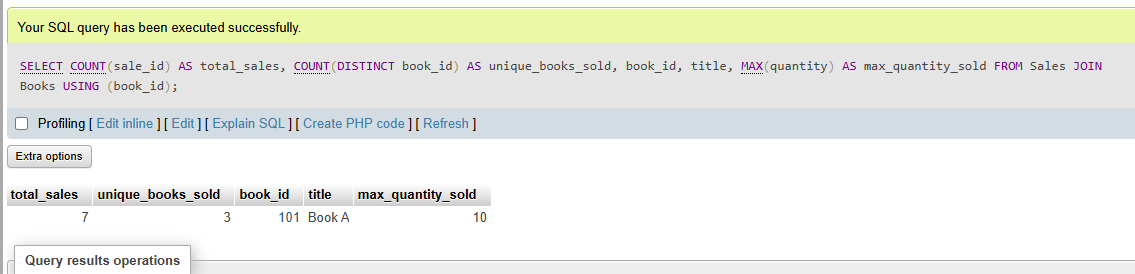 Your SQL query has been executed successfully.
SELECT COUNT(sale_id) AS total_sales, COUNT(DISTINCT book_id) AS unique_books_sold, book_id, title, MAX(quantity) AS max_quantity_sold FROM Sales JOIN
Books USING (book_id);
Profiling [ Edit inline ] [ Edit ] [ Explain SQL ] [ Create PHP code ] [ Refresh ]
Extra options
total_sales unique_books_sold book_id title max_quantity_sold
7 3 101 Book A 10
Query results operations